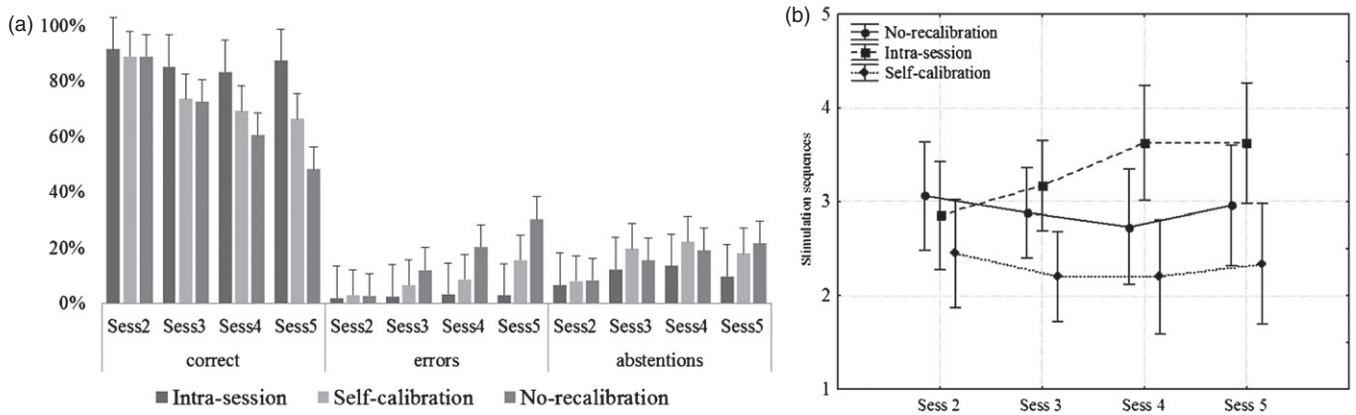 (a)
100%
80%
60%
40%
20%
0%
Sess2 Sess3 Sess4 Sess5 Sess2 Sess3 Sess4 Sess5 Sess2 Sess3 Sess4 Sess5
correct errors abstentions
Intra-session Self-calibration No-recalibration
(b)
5
4
3
2
1
Stimulation sequences
No-recalibration
Intra-session
Self-calibration
Sess 2 Sess 3 Sess 4 Sess 5